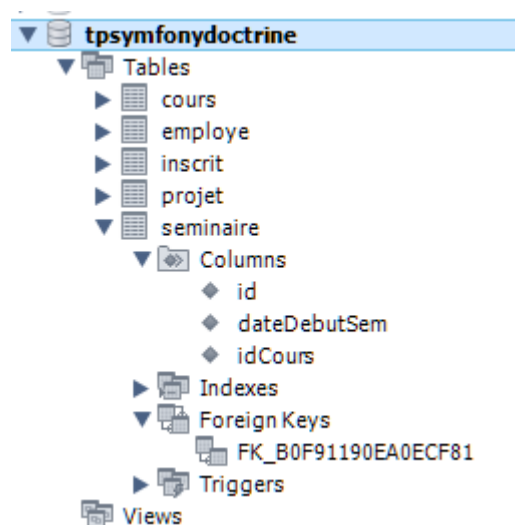 tpsymfonydoctrine
Tables
cours
employe
inscrit
projet
seminaire
Columns
id
dateDebutSem
idCours
Indexes
Foreign Keys
FK_B0F91190EA0ECF81
Triggers
Views